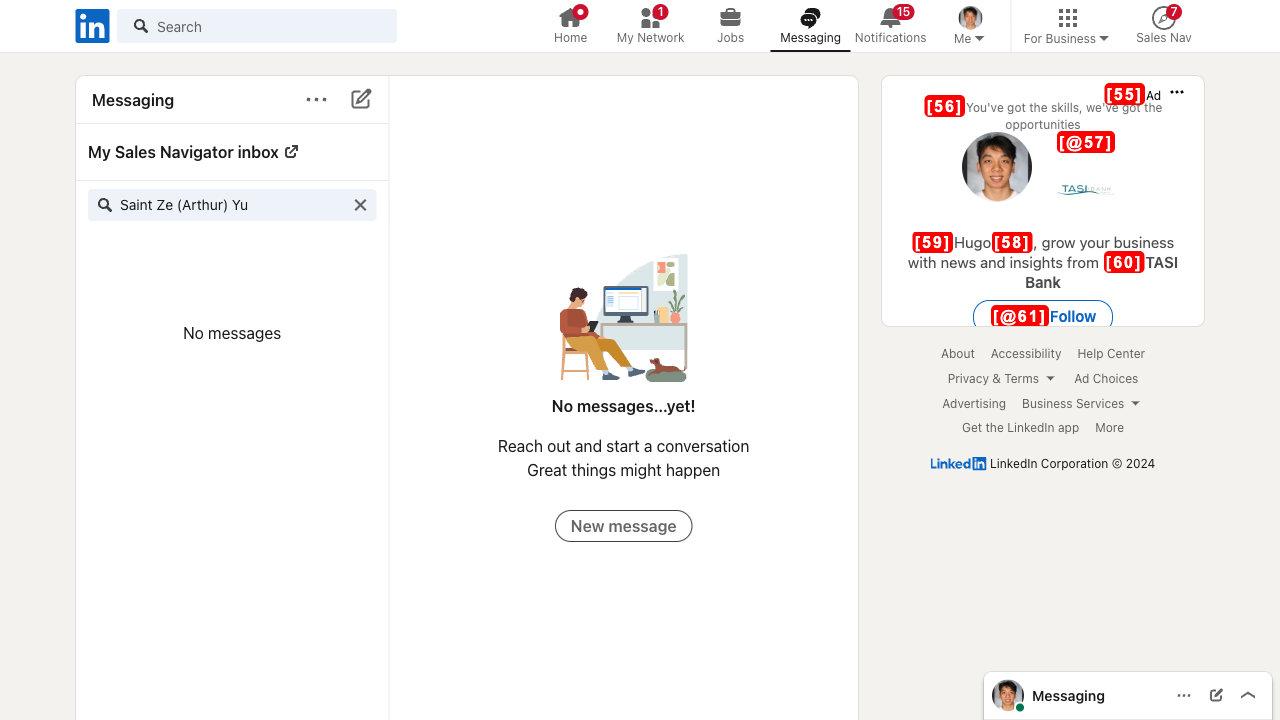 in
Search
Home
1
My Network
Jobs
Messaging
15
Notifications
Me
For Business
7
Sales Nav
Messaging
My Sales Navigator inbox
Saint Ze (Arthur) Yu
No messages
No messages...yet!
Reach out and start a conversation
Great things might happen
New message
[55] Ad
[56] You've got the skills, we've got the
opportunities
[@57]
TASI BANK
[59] Hugo [58] , grow your business
with news and insights from [60] TASI
Bank
[@61] Follow
About Accessibility Help Center
Privacy & Terms Ad Choices
Advertising Business Services
Get the LinkedIn app More
LinkedIn LinkedIn Corporation © 2024
Messaging